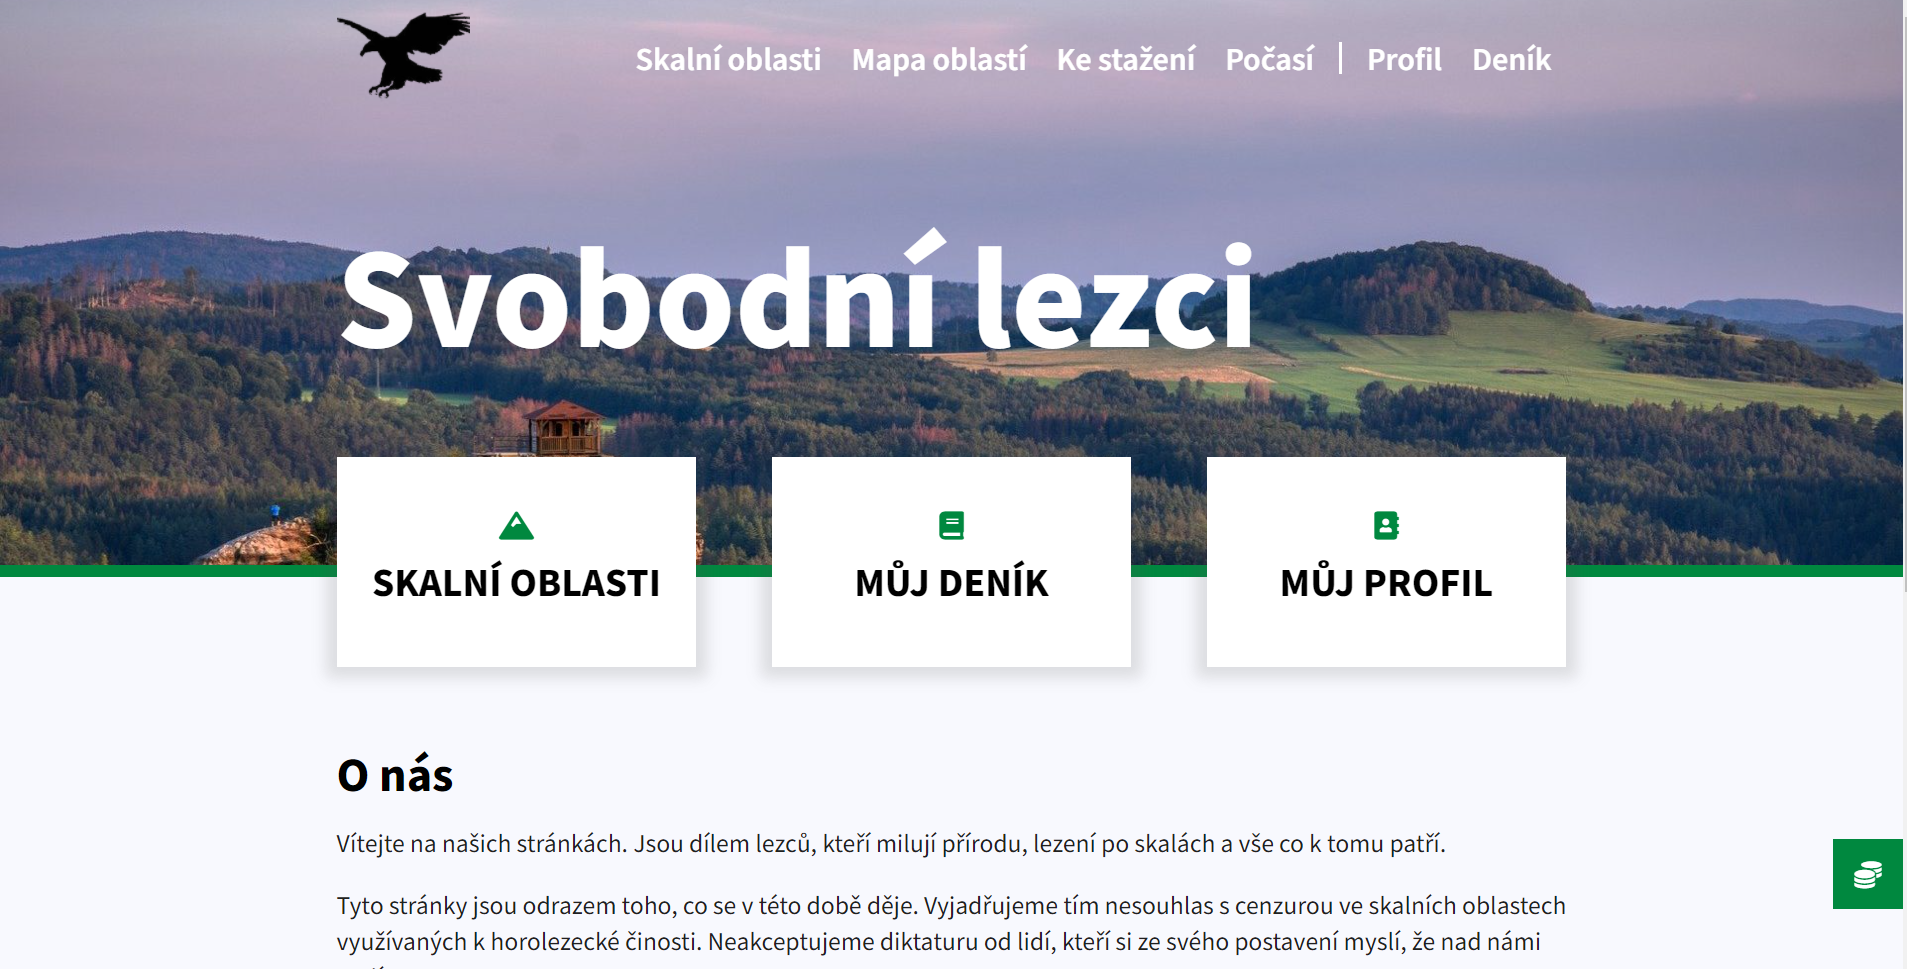 Skalní oblasti Mapa oblastí Ke stažení Počasí | Profil Deník
Svobodní lezci
SKALNÍ OBLASTI
MŮJ DENÍK
MŮJ PROFIL
O nás
Vítejte na našich stránkách. Jsou dílem lezců, kteří milují přírodu, lezení po skalách a vše co k tomu patří.
Tyto stránky jsou odrazem toho, co se v této době děje. Vyjadřujeme tím nesouhlas s cenzurou ve skalních oblastech
využívaných k horolezecké činosti. Neakceptujeme diktaturu od lidí, kteří si ze svého postavení myslí, že nad námi